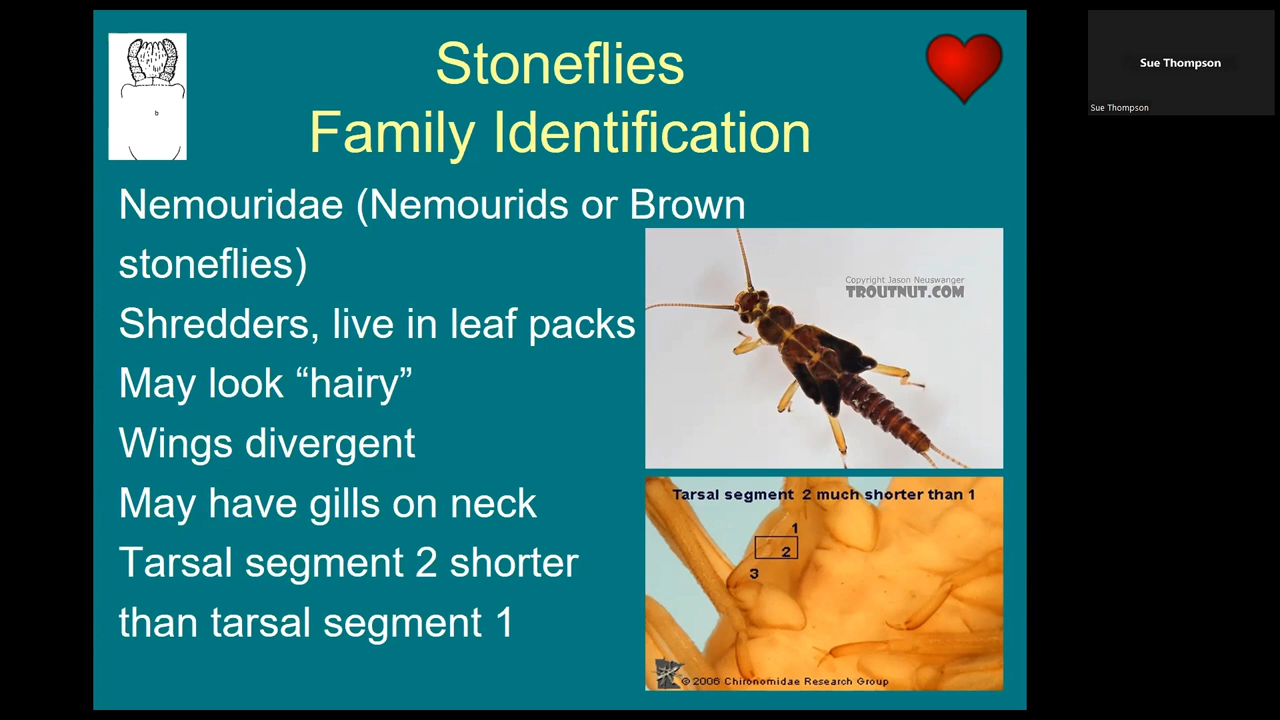 Stoneflies
Family Identification
b
Nemouridae (Nemourids or Brown
stoneflies)
Shredders, live in leaf packs
May look “hairy”
Wings divergent
May have gills on neck
Tarsal segment 2 shorter
than tarsal segment 1
Copyright Jason Neuswanger
TROUTNUT.COM
Tarsal segment 2 much shorter than 1
1
2
3
© 2006 Chironomidae Research Group
Sue Thompson
Sue Thompson